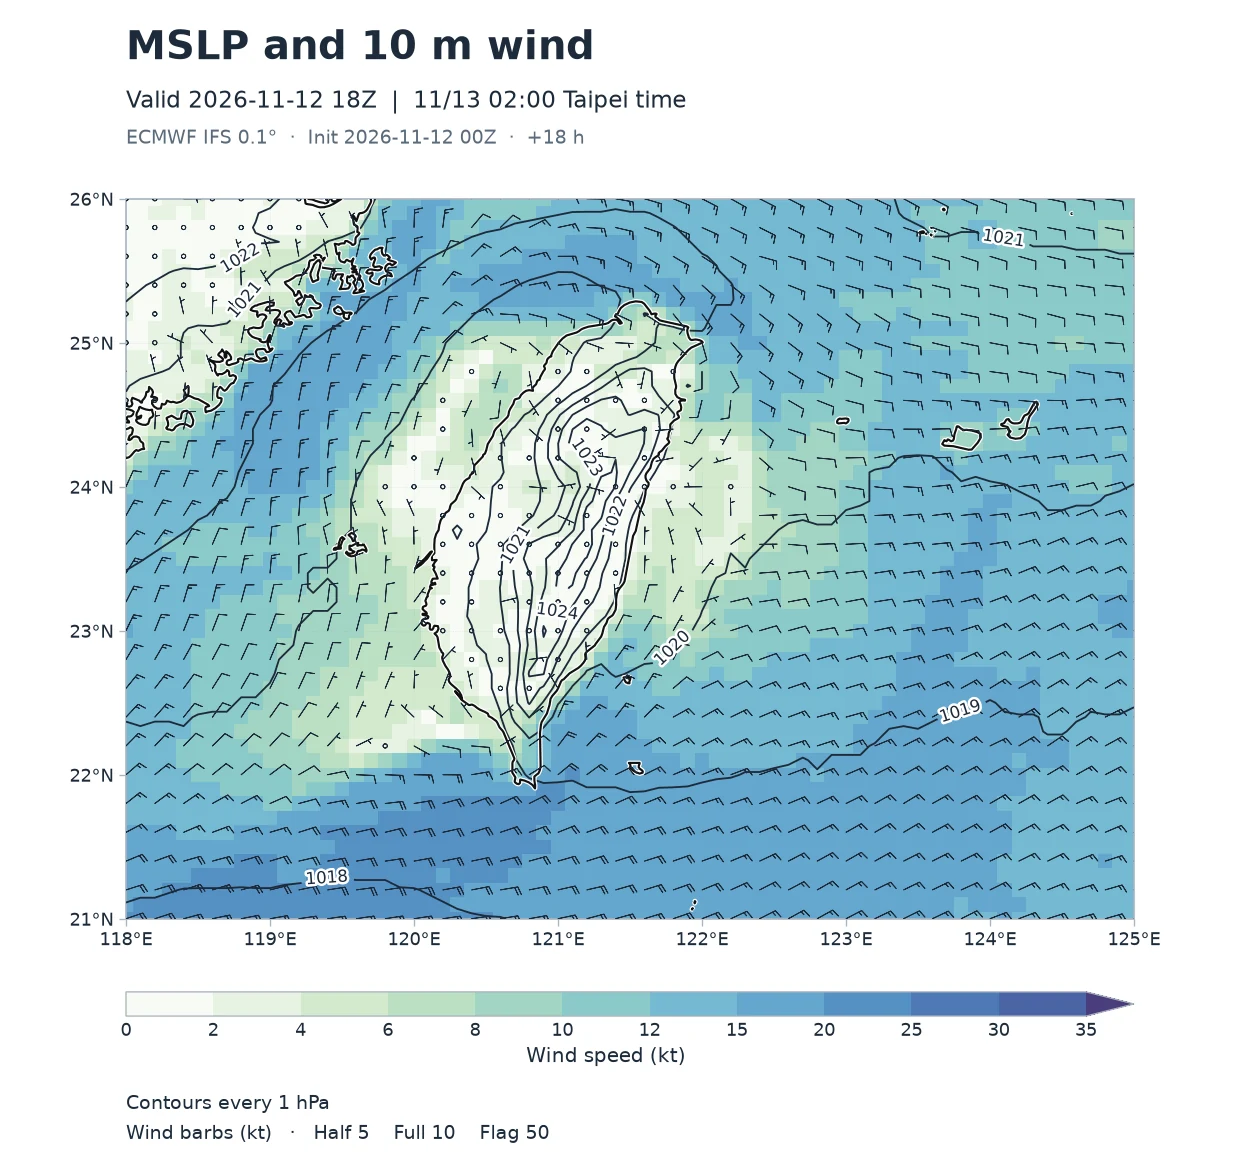 MSLP and 10 m wind
Valid 2026-11-12 18Z | 11/13 02:00 Taipei time
ECMWF IFS 0.1° · Init 2026-11-12 00Z · +18 h
26°N
25°N
24°N
23°N
22°N
21°N
1021
1022
1021
1023
1022
1021
1024
1020
1019
1018
118°E 119°E 120°E 121°E 122°E 123°E 124°E 125°E
0 2 4 6 8 10 12 15 20 25 30 35
Wind speed (kt)
Contours every 1 hPa
Wind barbs (kt) · Half 5 Full 10 Flag 50